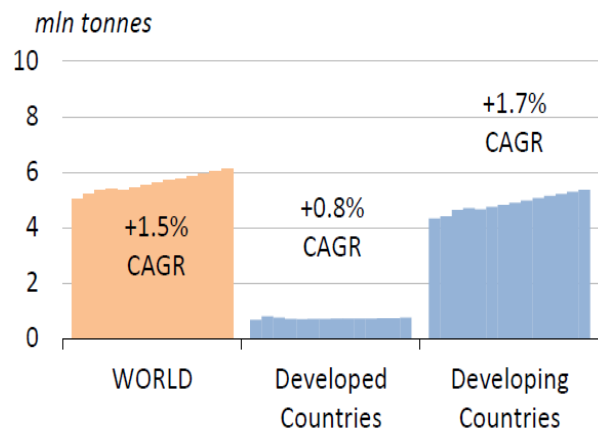 mln tonnes
10
8
6
4
2
0
+1.5%
CAGR
+0.8%
CAGR
+1.7%
CAGR
WORLD
Developed
Countries
Developing
Countries